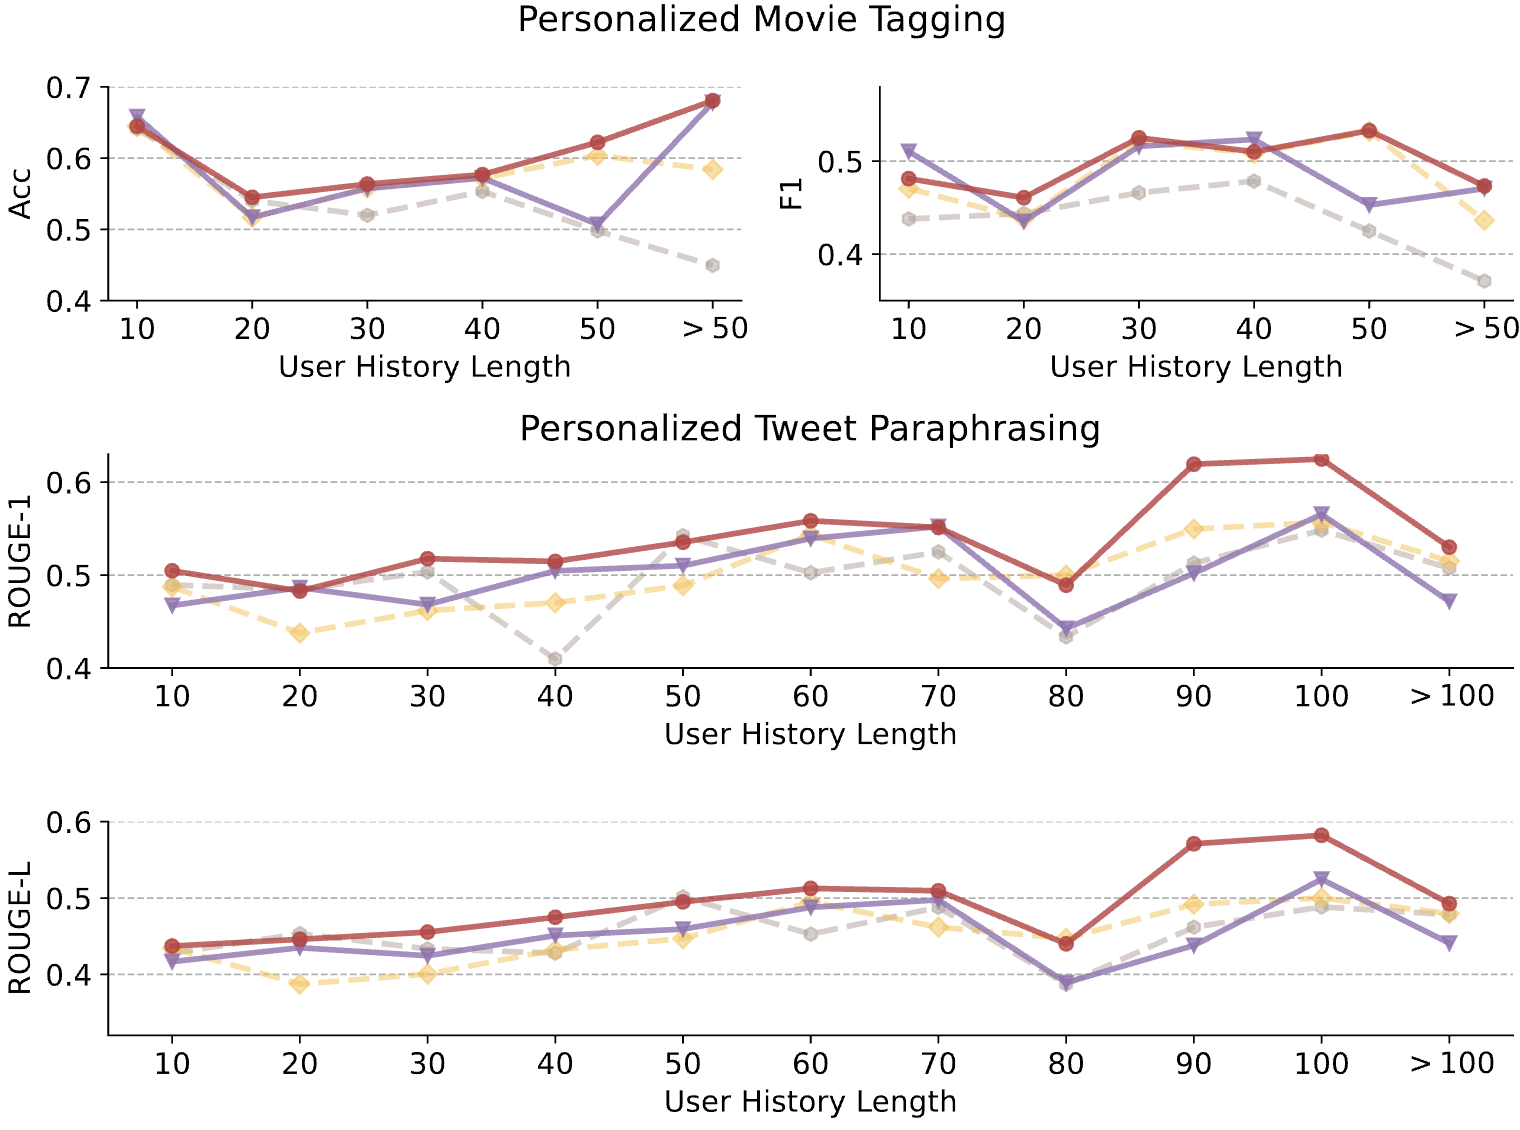 Personalized Movie Tagging
0.7
0.6
0.5
0.4
Acc
10 20 30 40 50 >50
User History Length
0.5
0.4
F1
10 20 30 40 50 >50
User History Length
Personalized Tweet Paraphrasing
0.6
0.5
0.4
ROUGE-1
10 20 30 40 50 60 70 80 90 100 >100
User History Length
0.6
0.5
0.4
ROUGE-L
10 20 30 40 50 60 70 80 90 100 >100
User History Length